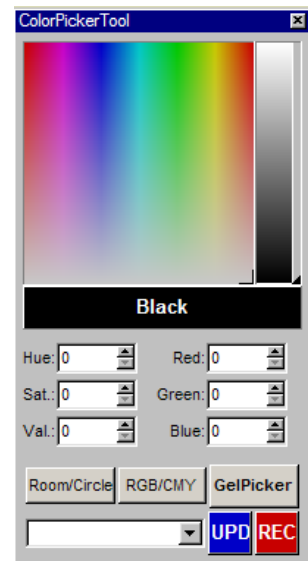 ColorPickerTool
Black
Hue: 0 Red: 0
Sat.: 0 Green: 0
Val.: 0 Blue: 0
Room/Circle RGB/CMY GelPicker
UPD REC